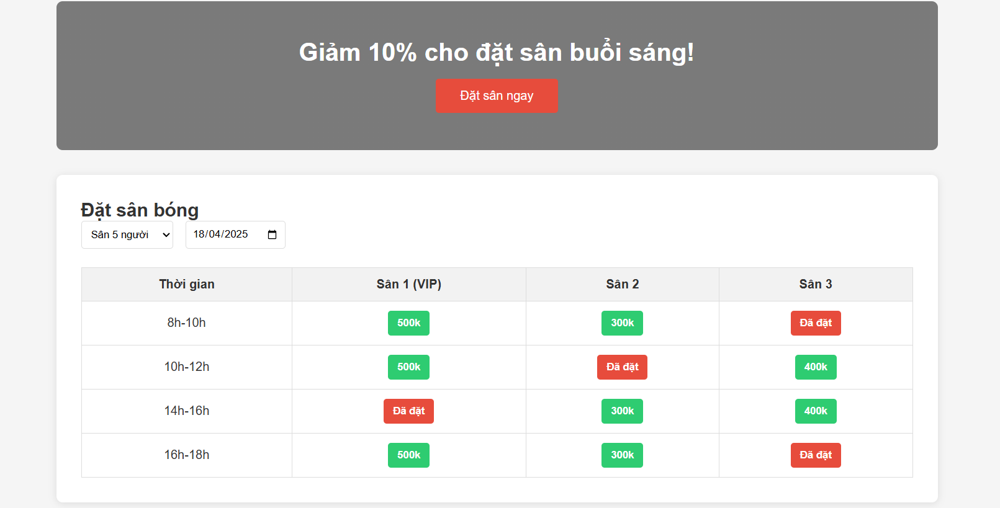 Giảm 10% cho đặt sân buổi sáng!
Đặt sân ngay
Đặt sân bóng
Sân 5 người 18/04/2025
Thời gian Sân 1 (VIP) Sân 2 Sân 3
8h-10h 500k 300k Đã đặt
10h-12h 500k Đã đặt 400k
14h-16h Đã đặt 300k 400k
16h-18h 500k 300k Đã đặt